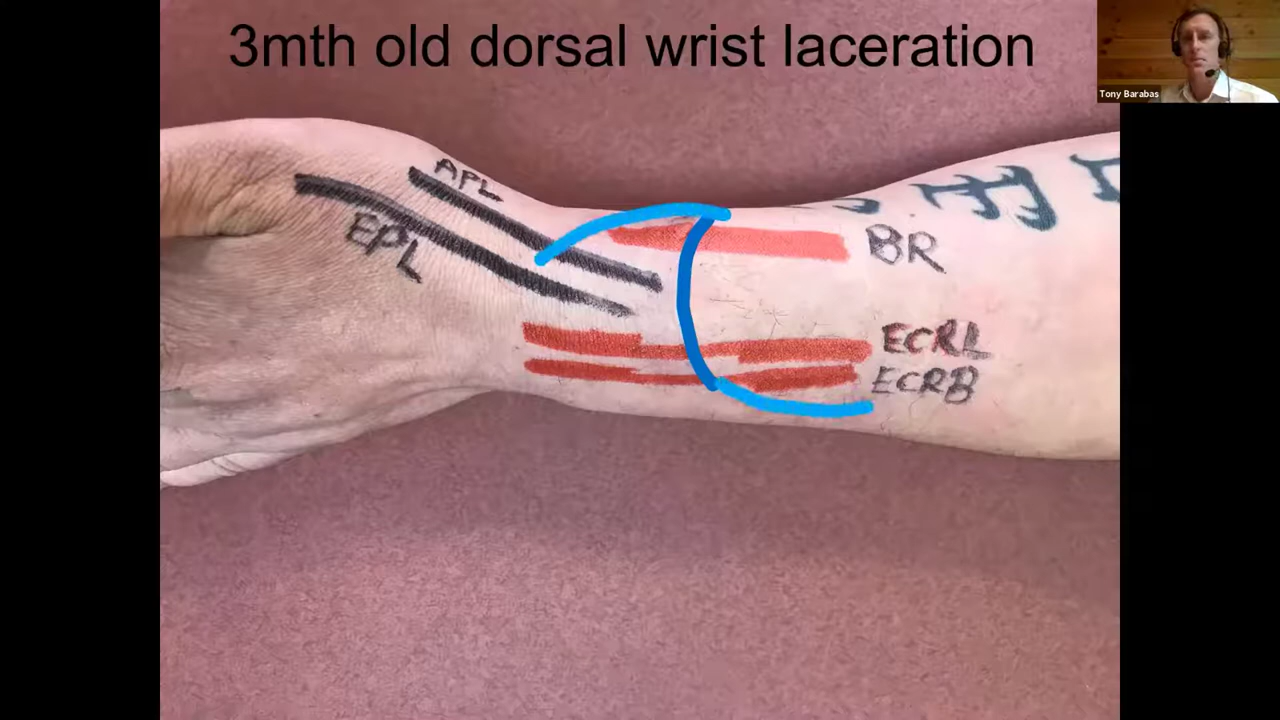 3mth old dorsal wrist laceration
Tony Barabas
APL
EPL
BR
ECRL
ECRB